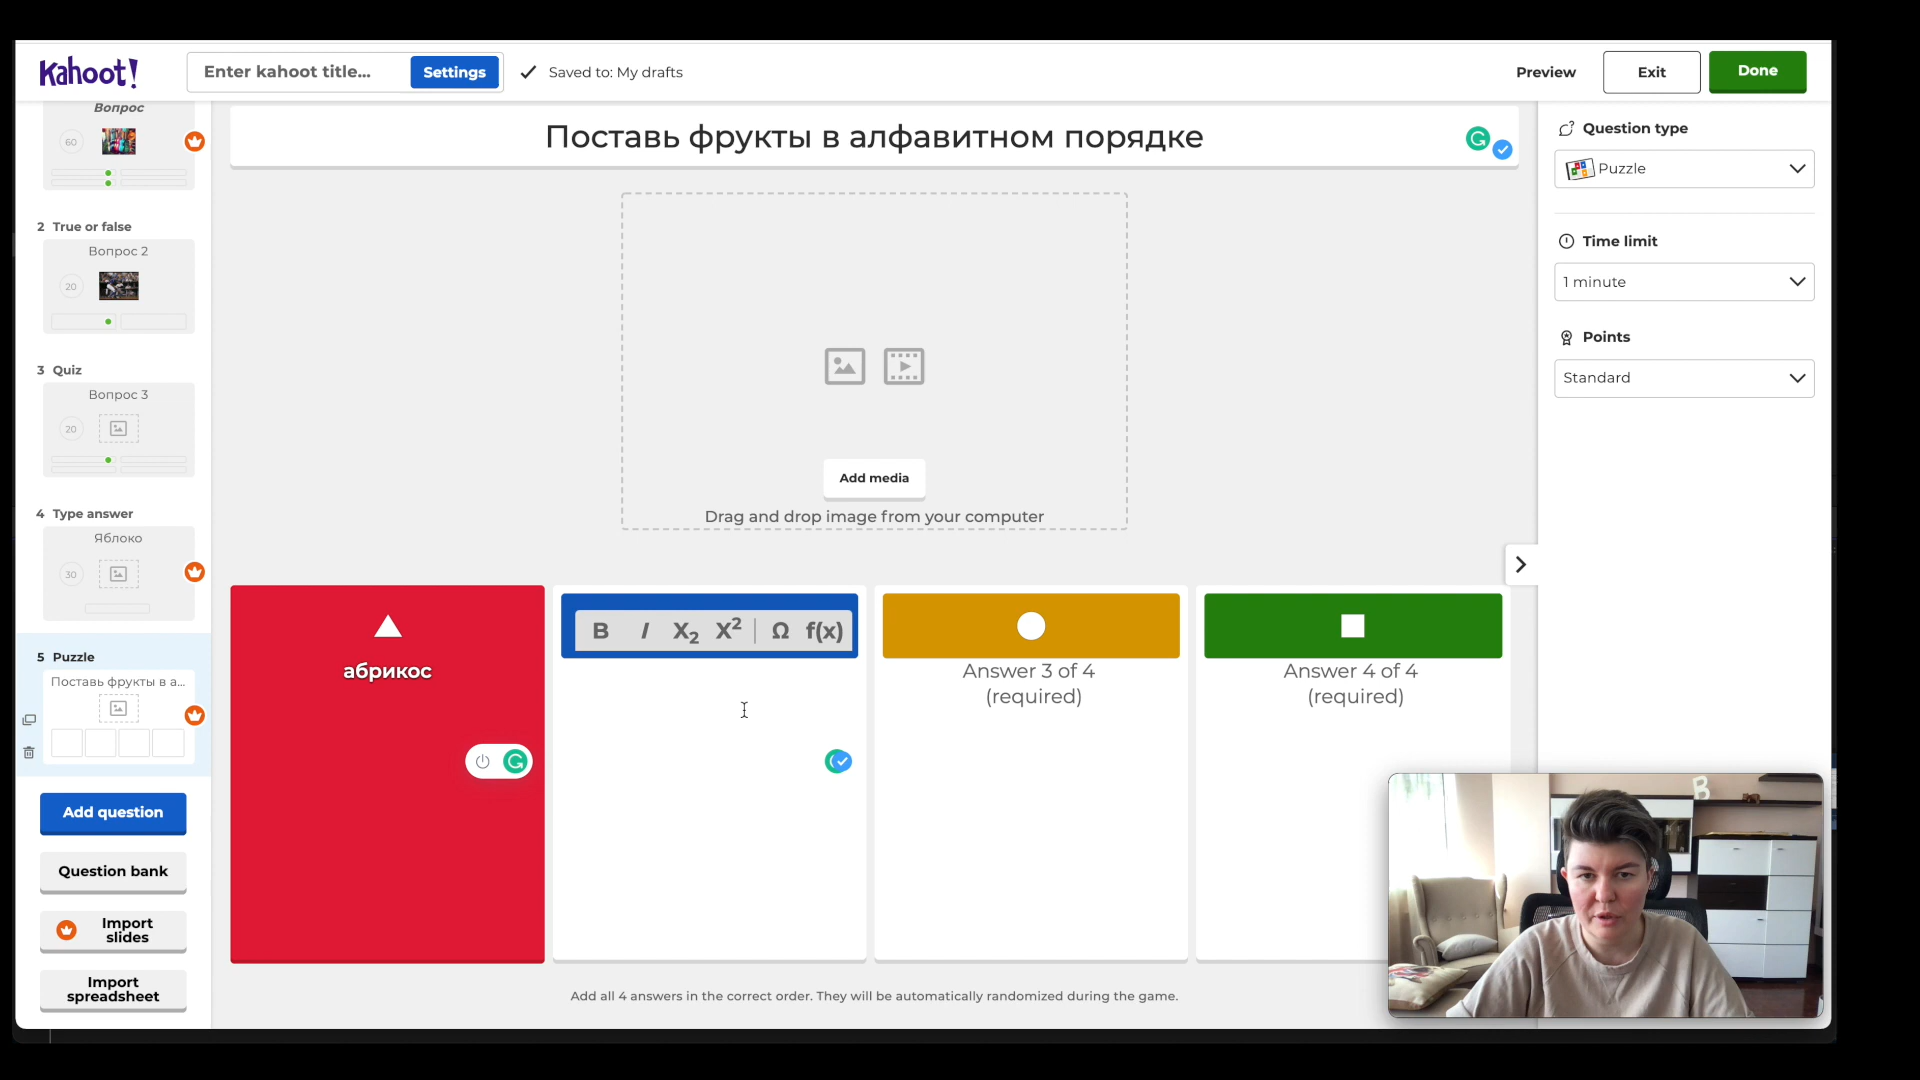 Kahoot!
Enter kahoot title...
Settings
Saved to: My drafts
Preview
Exit
Done
Вопрос
60
2 True or false
Вопрос 2
20
3 Quiz
Вопрос 3
20
4 Type answer
Яблоко
30
5 Puzzle
Поставь фрукты в а...
Add question
Question bank
Import
slides
Import
spreadsheet
Поставь фрукты в алфавитном порядке
Add media
Drag and drop image from your computer
абрикос
B I X2 X2 Ω f(x)
Answer 3 of 4
(required)
Answer 4 of 4
(required)
Add all 4 answers in the correct order. They will be automatically randomized during the game.
Question type
Puzzle
Time limit
1 minute
Points
Standard
B